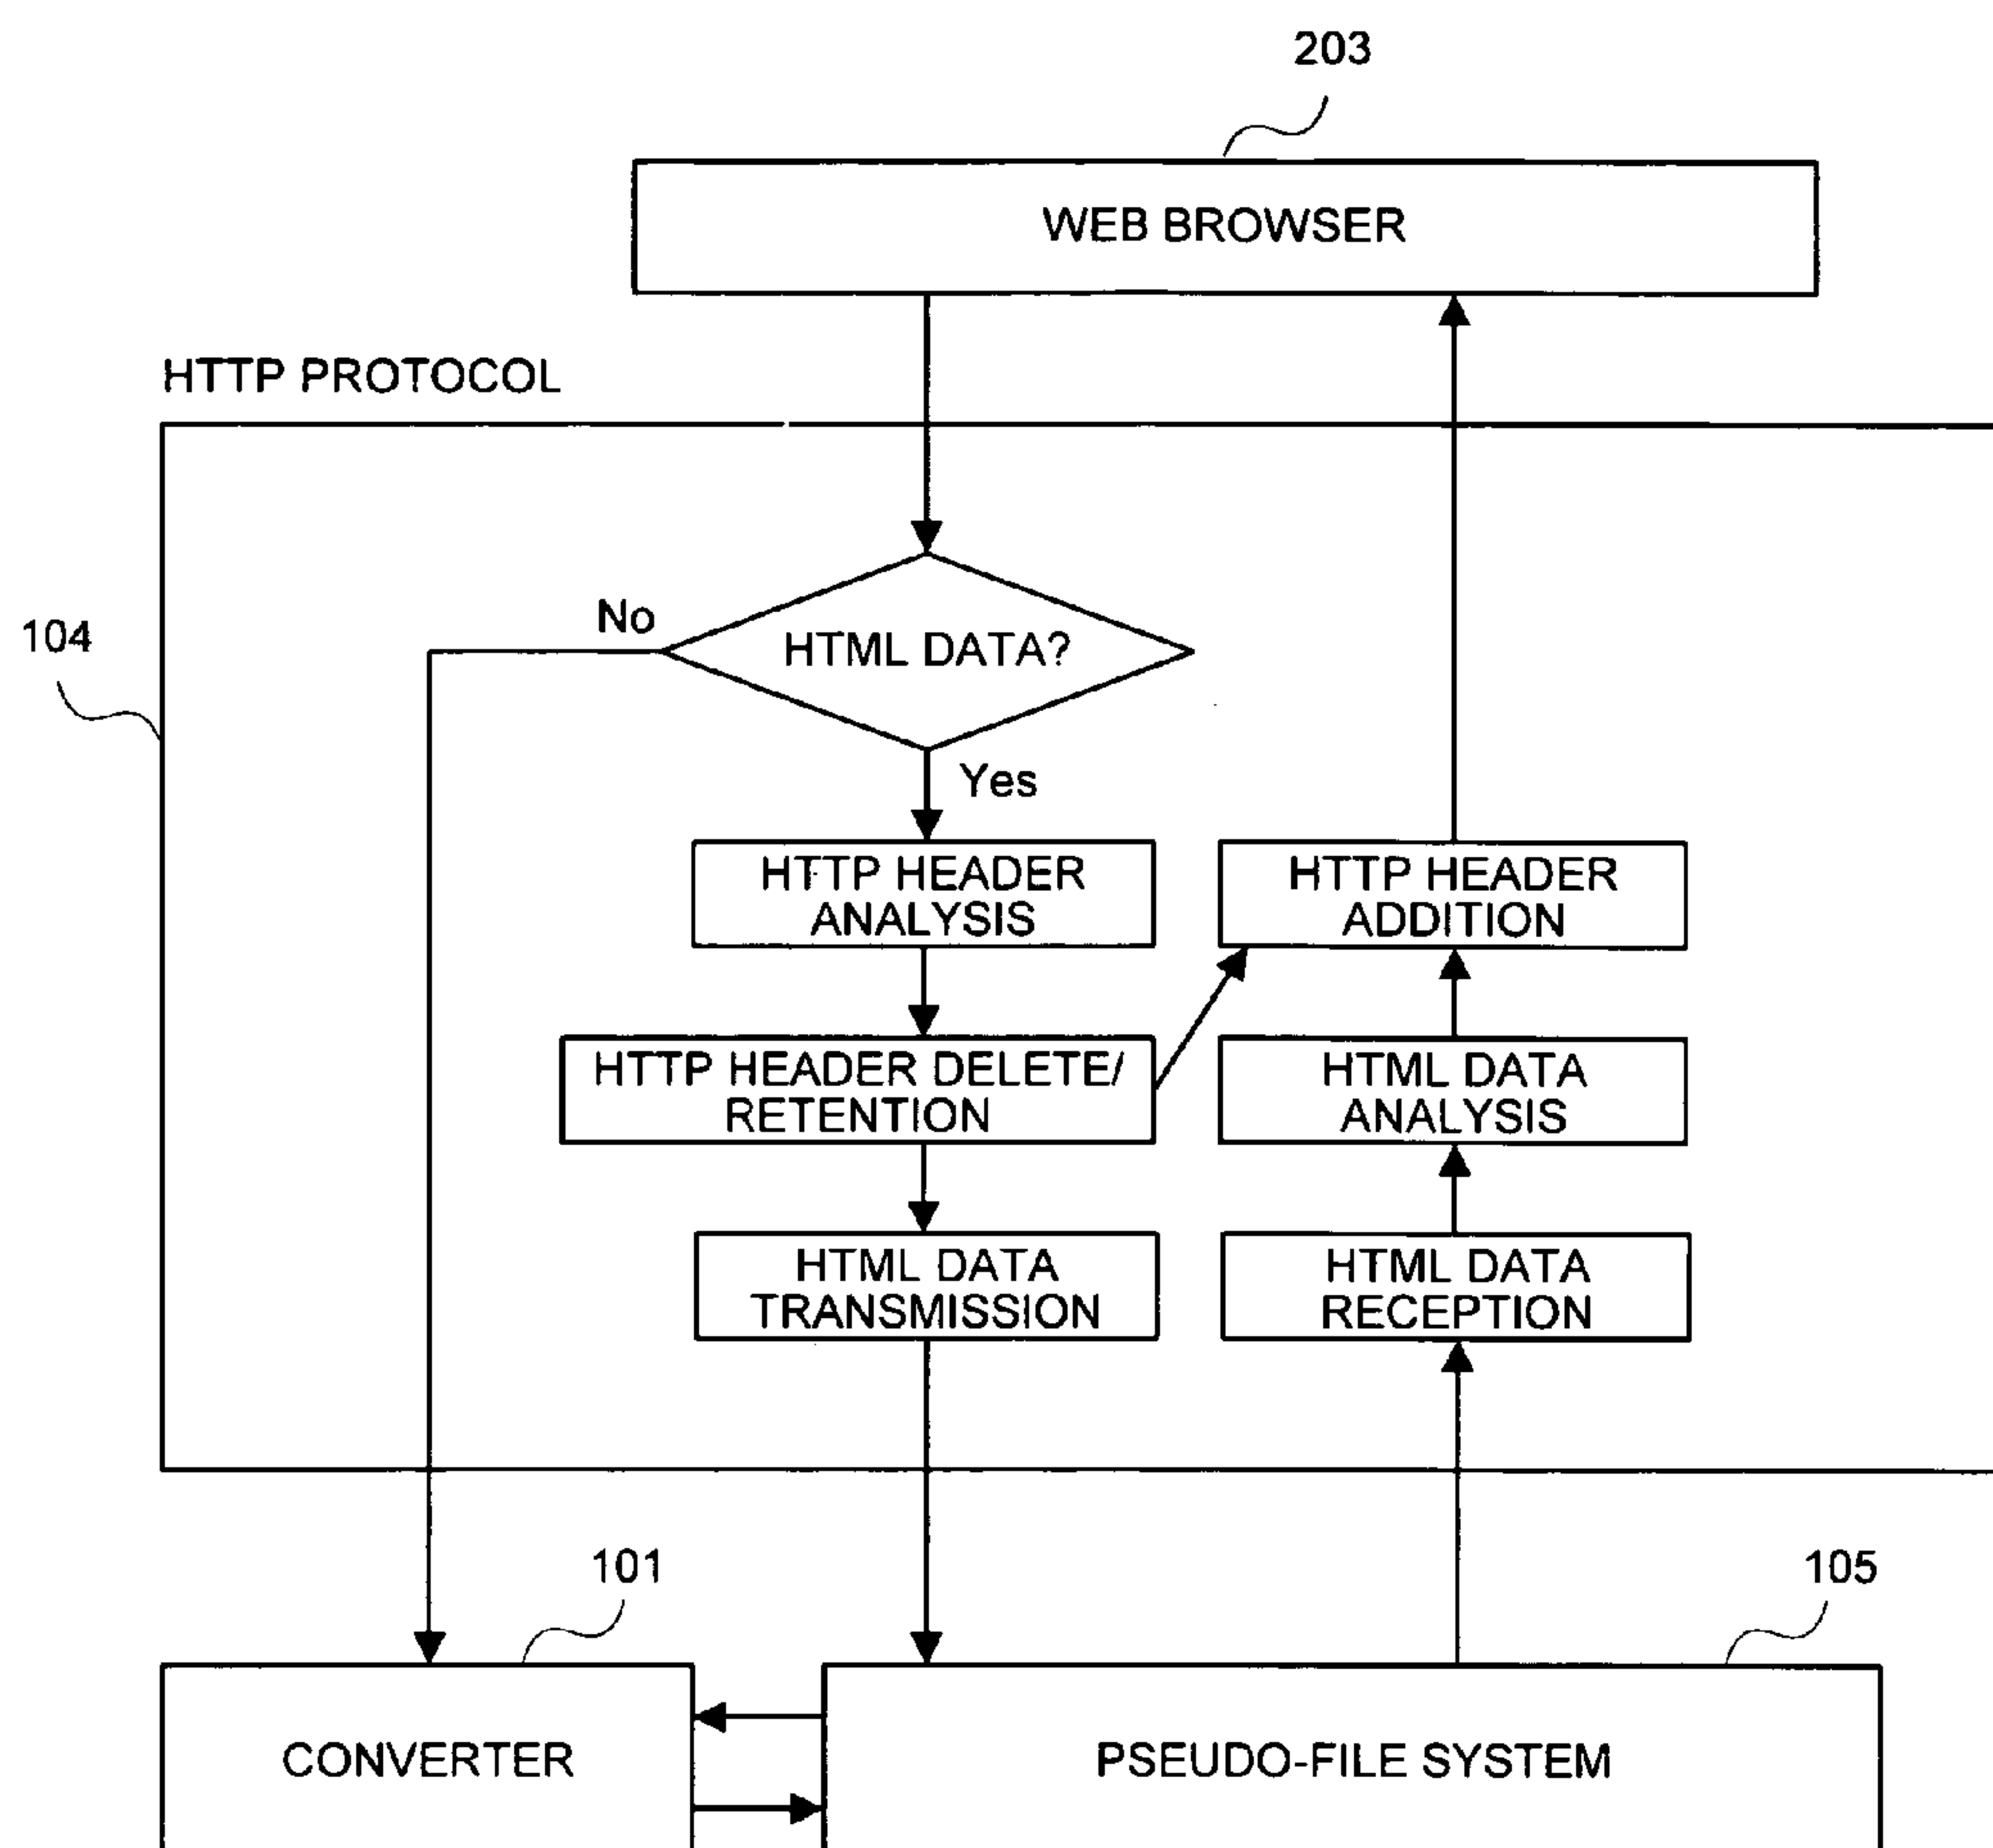 203
WEB BROWSER
HTTP PROTOCOL
104
No
HTML DATA?
Yes
HTTP HEADER
ANALYSIS
HTTP HEADER
ADDITION
HTTP HEADER DELETE/
RETENTION
HTML DATA
ANALYSIS
HTML DATA
TRANSMISSION
HTML DATA
RECEPTION
101
105
CONVERTER
PSEUDO-FILE SYSTEM